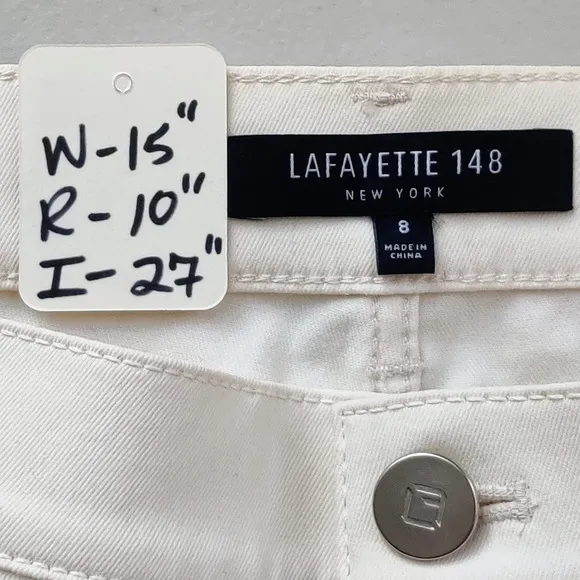 W-15"
R-10"
I-27"
LAFAYETTE 148
NEW YORK
8
MADE IN
CHINA